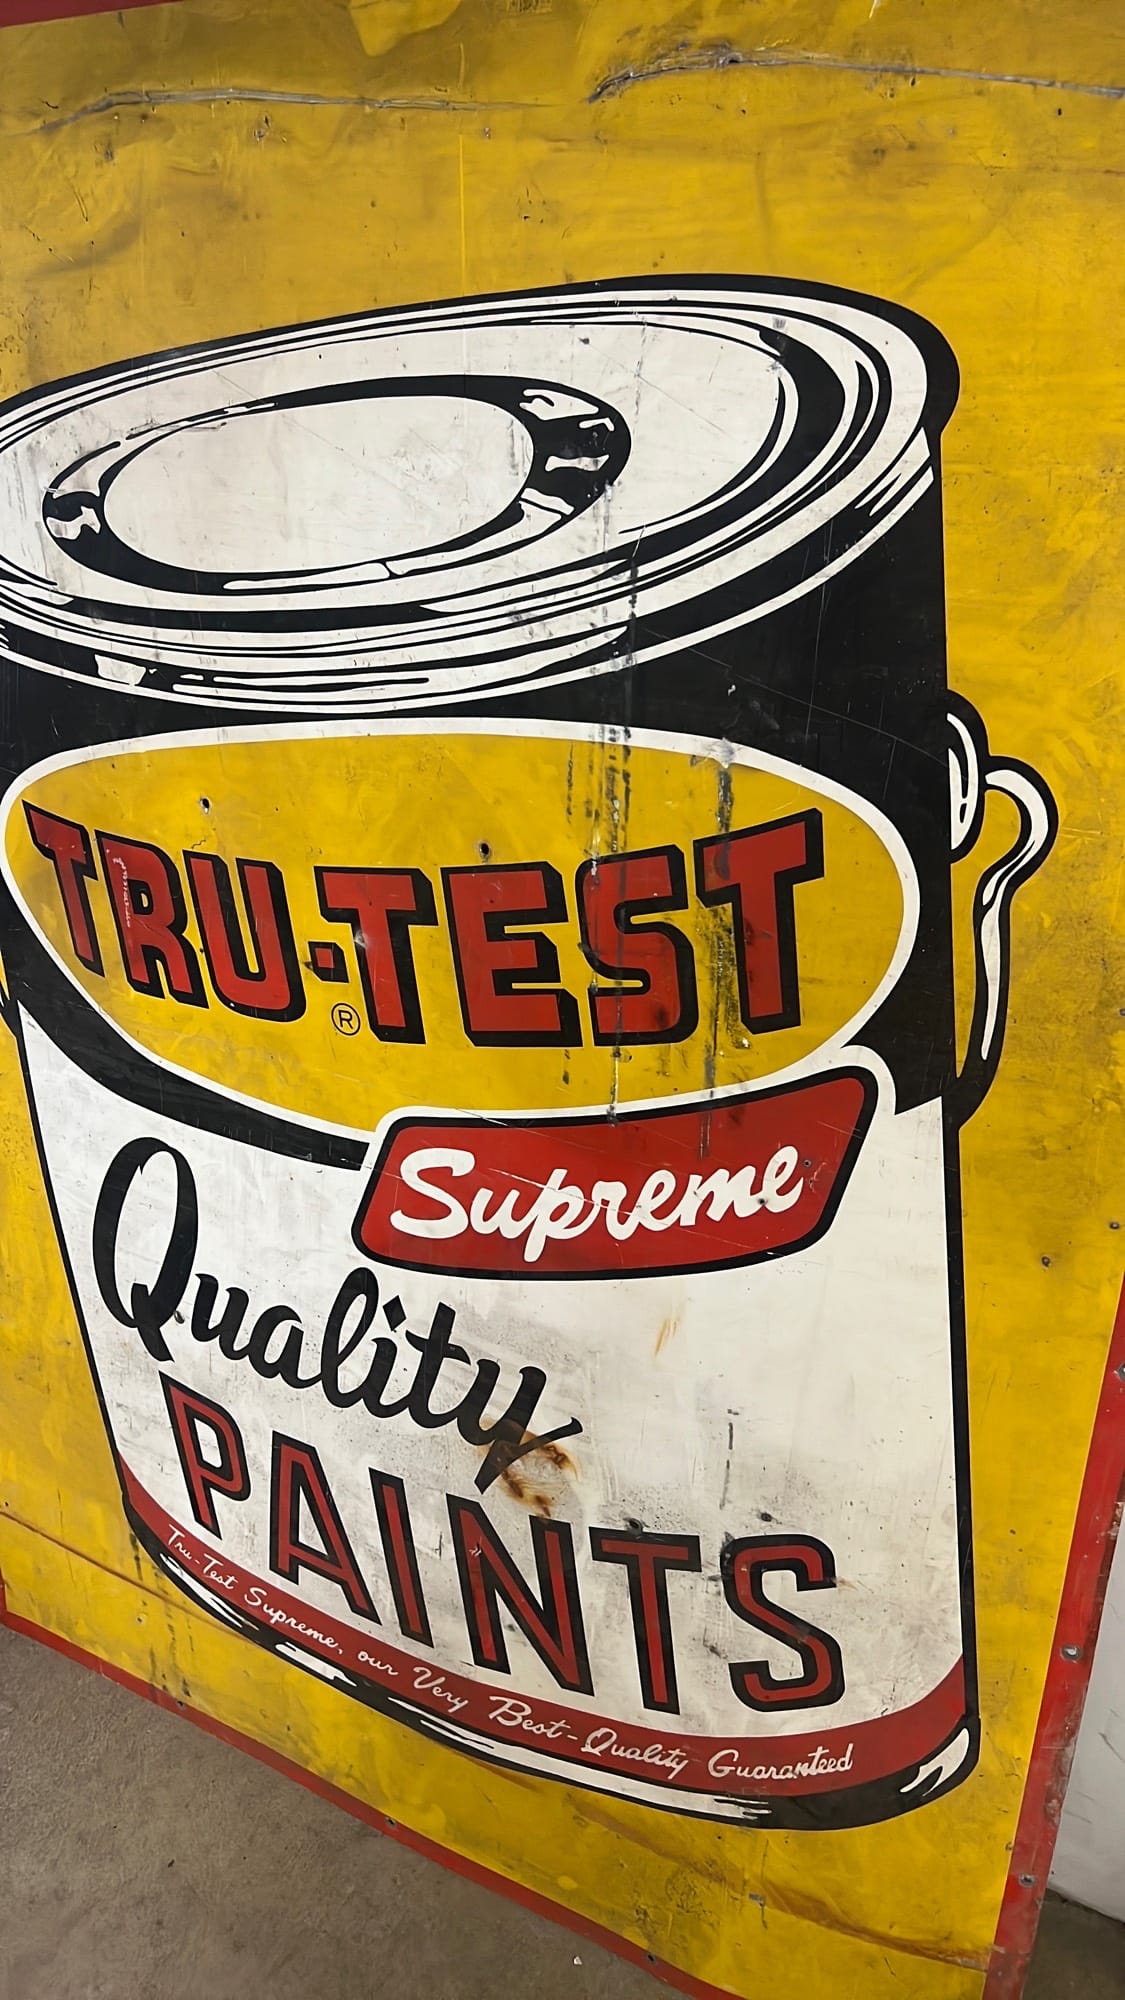 TRU-TEST
®
Supreme
Quality
PAINTS
Tru-Test Supreme, our Very Best-Quality Guaranteed